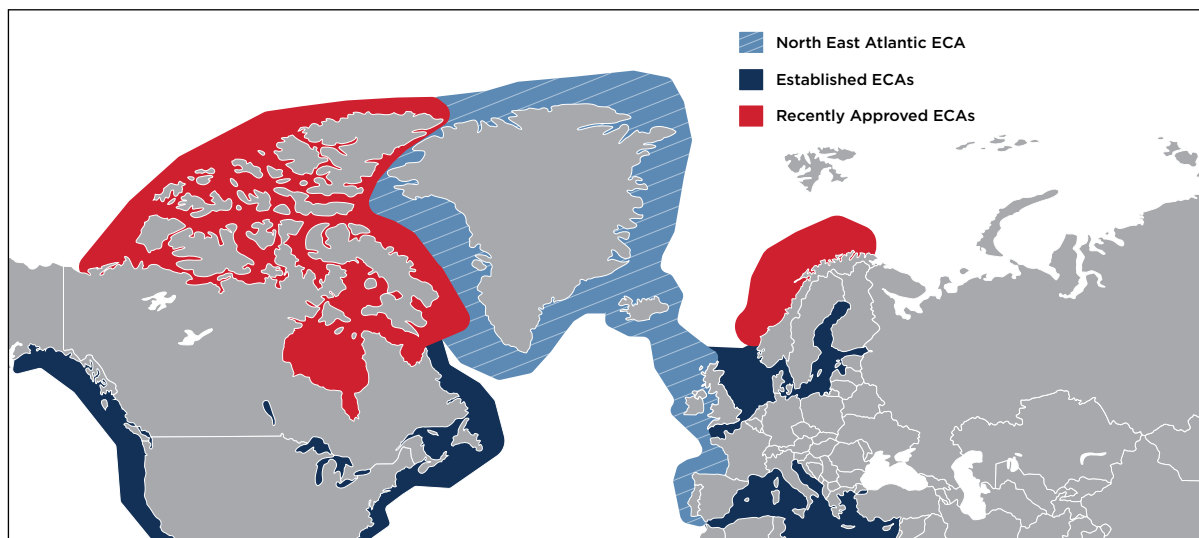 North East Atlantic ECA
Established ECAs
Recently Approved ECAs